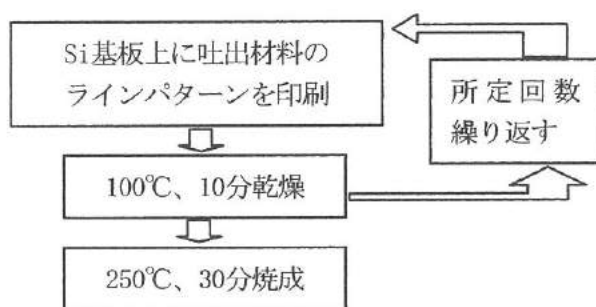 Si基板上に吐出材料の
ラインパターンを印刷
所定回数
繰り返す
100℃、10分乾燥
250℃、30分焼成